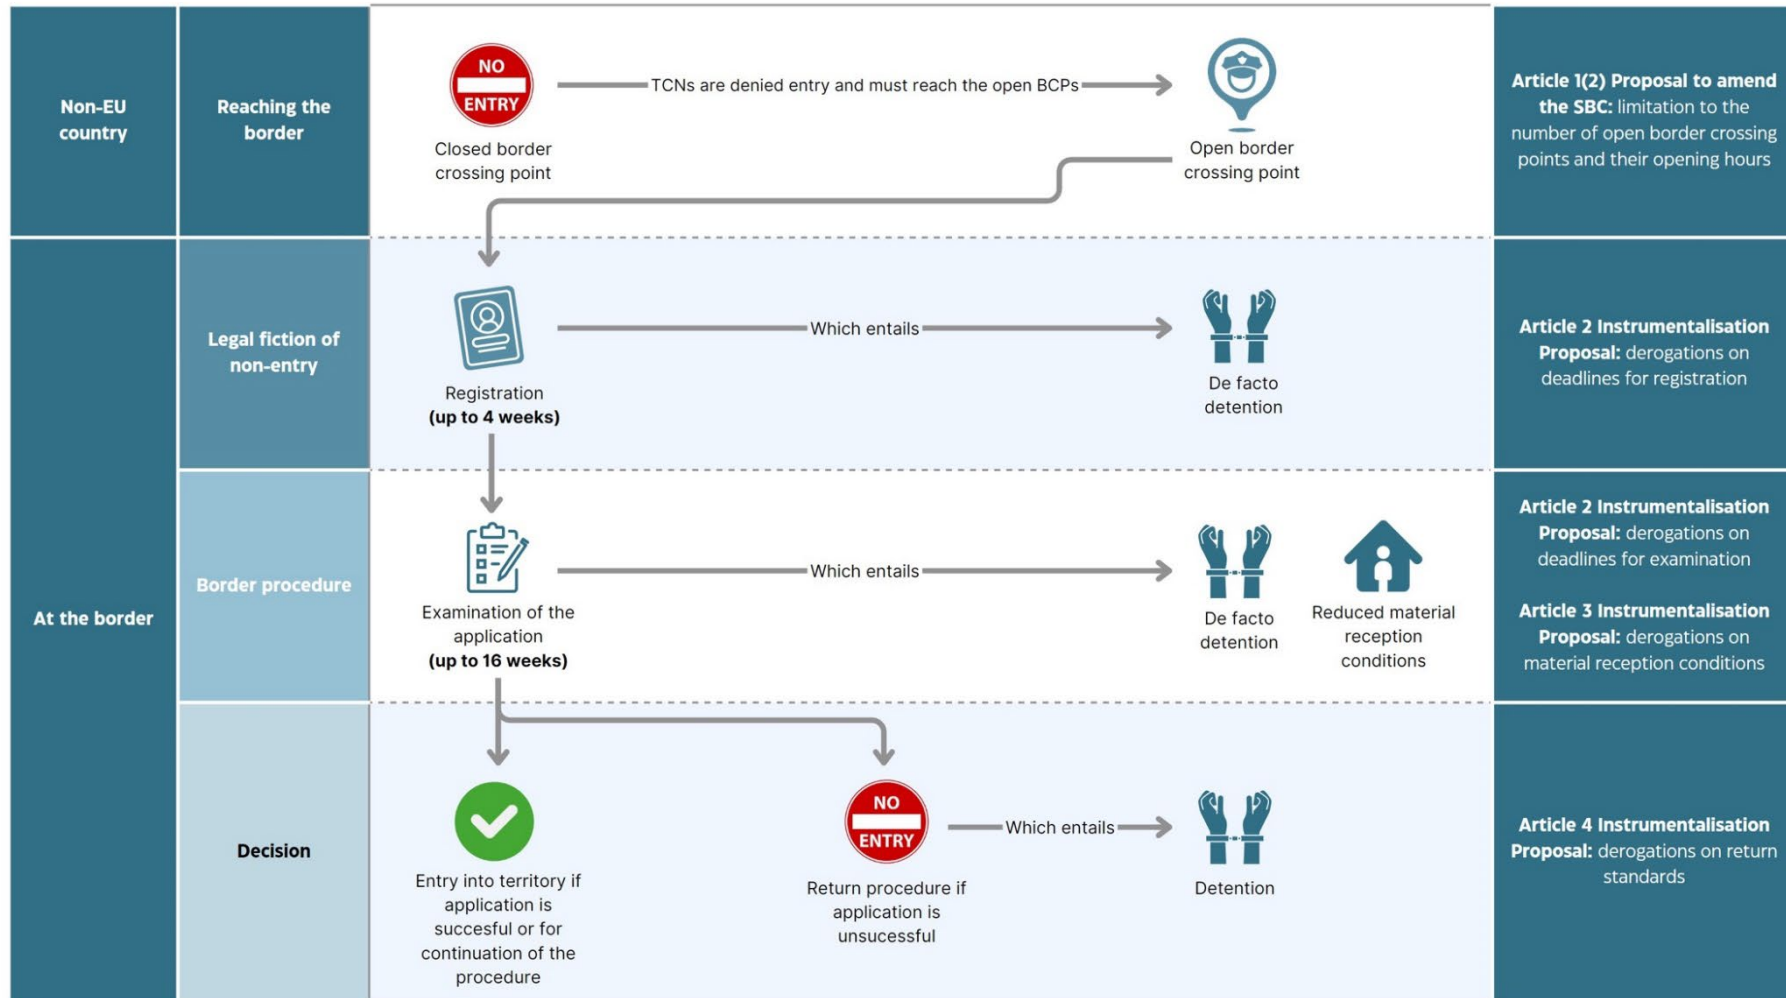 Non-EU
country
Reaching the
border
NO
ENTRY
Closed border
crossing point
TCNs are denied entry and must reach the open BCPs
Open border
crossing point
Article 1(2) Proposal to amend
the SBC: limitation to the
number of open border crossing
points and their opening hours
At the border
Legal fiction of
non-entry
Registration
(up to 4 weeks)
Which entails
De facto
detention
Article 2 Instrumentalisation
Proposal: derogations on
deadlines for registration
Border procedure
Examination of the
application
(up to 16 weeks)
Which entails
De facto
detention
Reduced material
reception
conditions
Article 2 Instrumentalisation
Proposal: derogations on
deadlines for examination
Article 3 Instrumentalisation
Proposal: derogations on
material reception conditions
Decision
Entry into territory if
application is
succesful or for
continuation of the
procedure
NO
ENTRY
Return procedure if
application is
unsucessful
Which entails
Detention
Article 4 Instrumentalisation
Proposal: derogations on return
standards